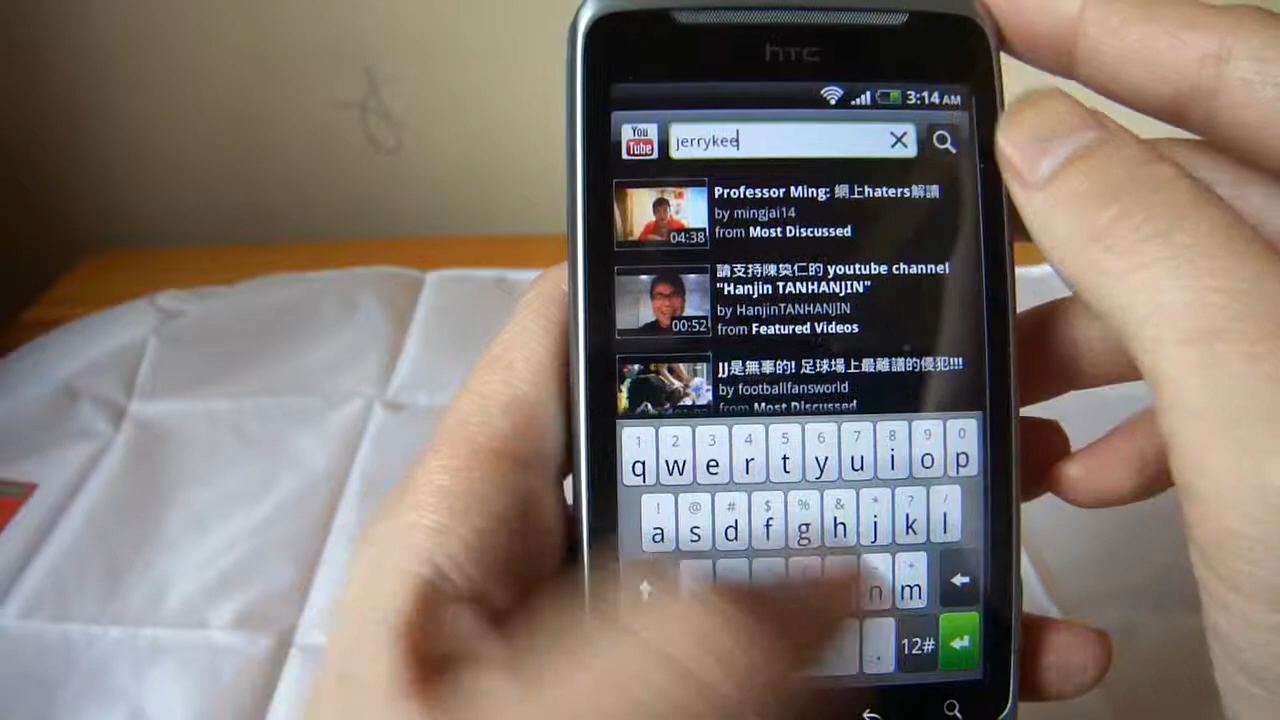 htc
3:14 AM
You
Tube
jerrykee
Professor Ming: 網上haters解讀
by mingjai14
from Most Discussed
04:38
請支持陳奐仁的 youtube channel
"Hanjin TANHANJIN"
by HanjinTANHANJIN
from Featured Videos
00:52
JJ是無辜的! 足球場上最離譜的侵犯!!!
by footballfansworld
from Most Discussed
1 2 3 4 5 6 7 8 9 0
q w e r t y u i o p
! @ # $ % & * ? /
a s d f g h j k l
n m
. 12#